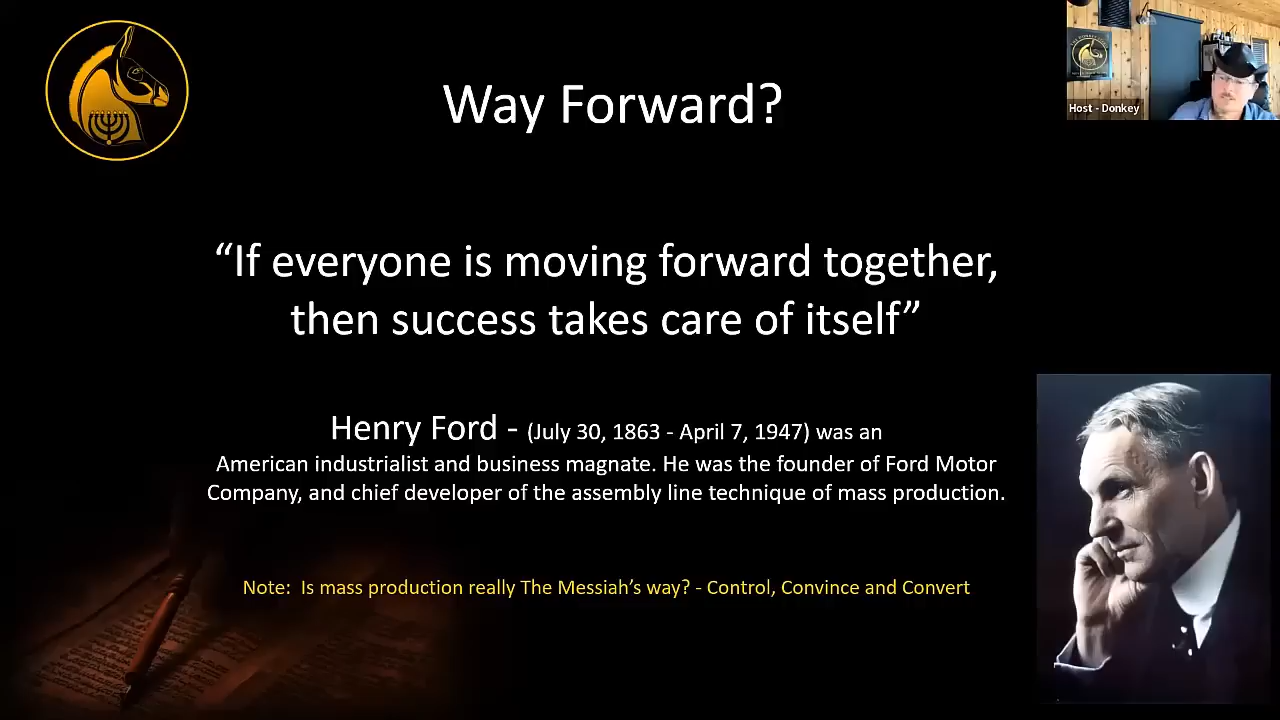 Way Forward?
Host - Donkey
“If everyone is moving forward together,
then success takes care of itself”
Henry Ford - (July 30, 1863 - April 7, 1947) was an
American industrialist and business magnate. He was the founder of Ford Motor
Company, and chief developer of the assembly line technique of mass production.
Note:  Is mass production really The Messiah’s way? - Control, Convince and Convert